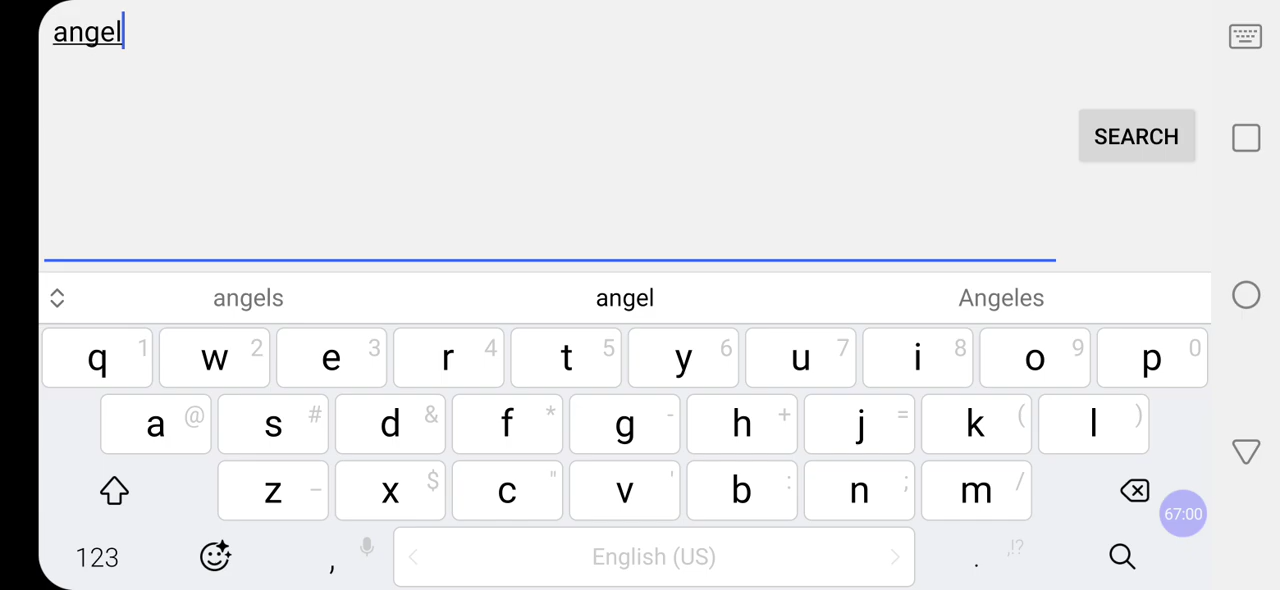 angel
SEARCH
angels angel Angeles
q 1 w 2 e 3 r 4 t 5 y 6 u 7 i 8 o 9 p 0
a @ s # d & f * g - h + j = k ( l )
z _ x $ c " v ' b : n ; m /
67:00
123 , < English (US) > . ,!?